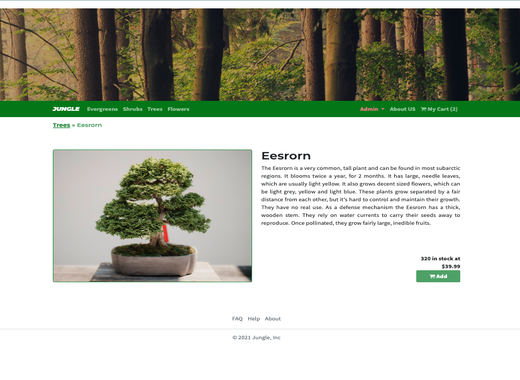 JUNGLE Evergreens Shrubs Trees Flowers Admin About US My Cart (2)
Trees » Eesrorn
Eesrorn
The Eesrorn is a very common, tall plant and can be found in most subarctic
regions. It blooms twice a year, for 2 months. It has large, needle leaves,
which are usually light yellow. It also grows decent sized flowers, which can
be light grey, yellow and light blue. These plants grow separated by a fair
distance from each other, but it's hard to control and maintain their growth.
They have no real use. As a defense mechanism the Eesrorn has a thick,
wooden stem. They rely on water currents to carry their seeds away to
reproduce. Once pollinated, they grow fairly large, inedible fruits.
320 in stock at
$39.99
Add
FAQ Help About
© 2021 Jungle, Inc